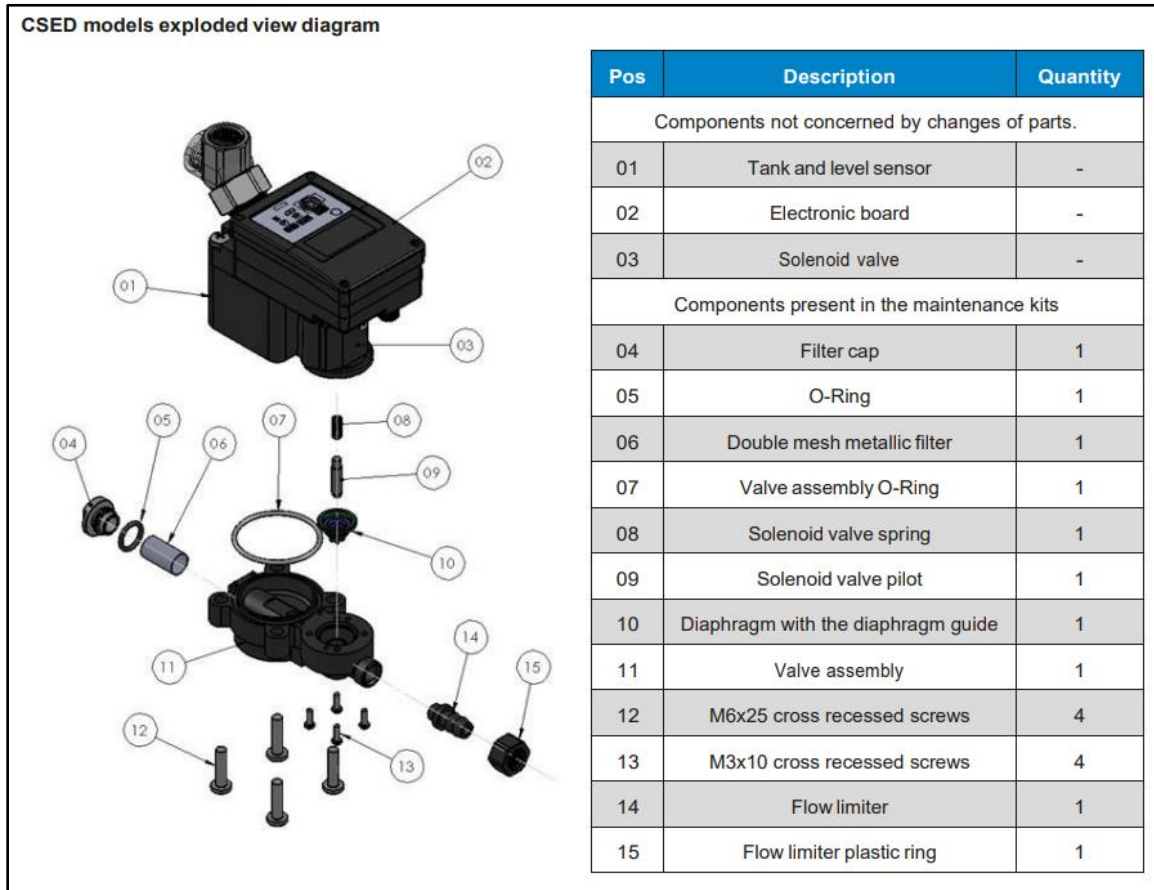 CSED models exploded view diagram
02
01
03
07
08
05
06
04
09
10
14
11
15
12
13
Pos Description Quantity
Components not concerned by changes of parts.
01 Tank and level sensor -
02 Electronic board -
03 Solenoid valve -
Components present in the maintenance kits
04 Filter cap 1
05 O-Ring 1
06 Double mesh metallic filter 1
07 Valve assembly O-Ring 1
08 Solenoid valve spring 1
09 Solenoid valve pilot 1
10 Diaphragm with the diaphragm guide 1
11 Valve assembly 1
12 M6x25 cross recessed screws 4
13 M3x10 cross recessed screws 4
14 Flow limiter 1
15 Flow limiter plastic ring 1